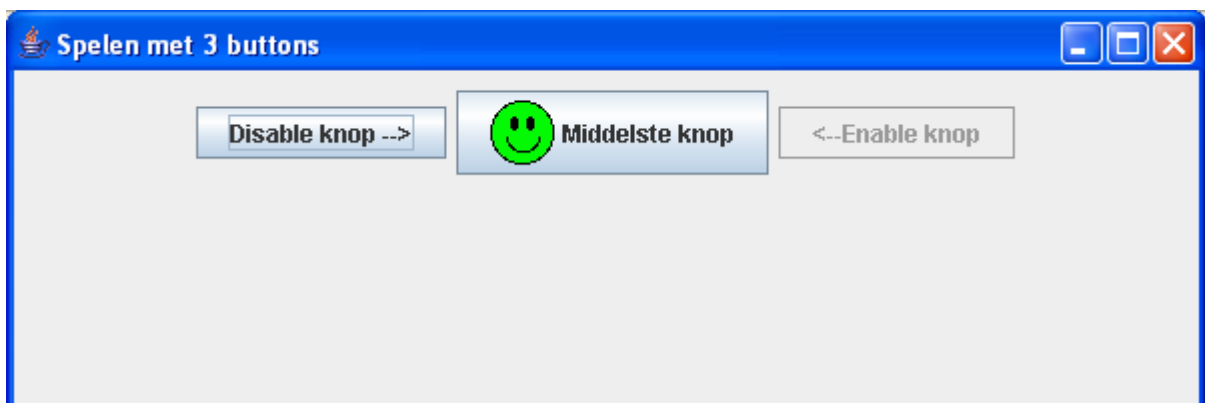 Spelen met 3 buttons
Disable knop --> Middelste knop <--Enable knop